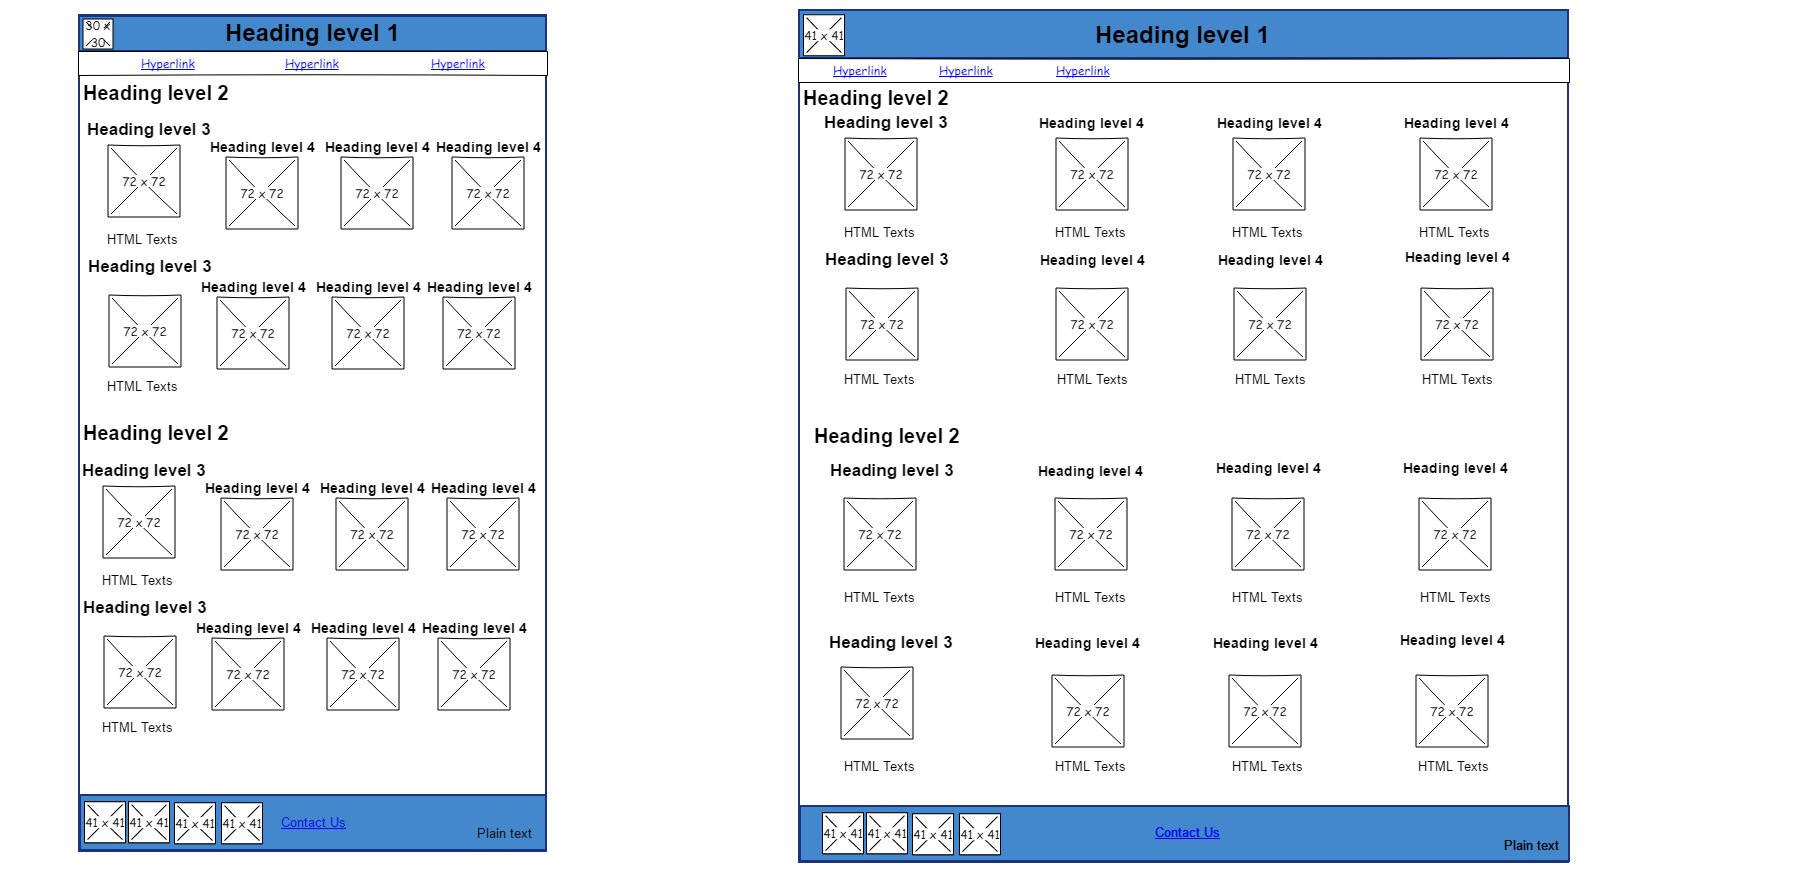 30 x
30
Heading level 1
Hyperlink Hyperlink Hyperlink
Heading level 2
Heading level 3
Heading level 4 Heading level 4 Heading level 4
72 x 72
72 x 72 72 x 72 72 x 72
HTML Texts
Heading level 3
Heading level 4 Heading level 4 Heading level 4
72 x 72 72 x 72 72 x 72 72 x 72
HTML Texts
Heading level 2
Heading level 3
Heading level 4 Heading level 4 Heading level 4
72 x 72
72 x 72 72 x 72 72 x 72
HTML Texts
Heading level 3
Heading level 4 Heading level 4 Heading level 4
72 x 72 72 x 72 72 x 72 72 x 72
HTML Texts
41 x 41 41 x 41 41 x 41 41 x 41 Contact Us
Plain text
41 x 41 Heading level 1
Hyperlink Hyperlink Hyperlink
Heading level 2
Heading level 3 Heading level 4 Heading level 4 Heading level 4
72 x 72 72 x 72 72 x 72 72 x 72
HTML Texts HTML Texts HTML Texts HTML Texts
Heading level 3 Heading level 4 Heading level 4 Heading level 4
72 x 72 72 x 72 72 x 72 72 x 72
HTML Texts HTML Texts HTML Texts HTML Texts
Heading level 2
Heading level 3 Heading level 4 Heading level 4 Heading level 4
72 x 72 72 x 72 72 x 72 72 x 72
HTML Texts HTML Texts HTML Texts HTML Texts
Heading level 3 Heading level 4 Heading level 4 Heading level 4
72 x 72 72 x 72 72 x 72 72 x 72
HTML Texts HTML Texts HTML Texts HTML Texts
41 x 41 41 x 41 41 x 41 41 x 41 Contact Us
Plain text